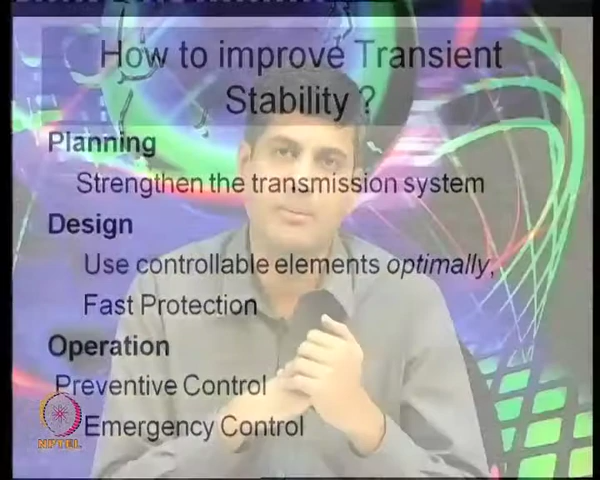 How to improve Transient
Stability ?
Planning
Strengthen the transmission system
Design
Use controllable elements optimally,
Fast Protection
Operation
Preventive Control
Emergency Control
NPTEL